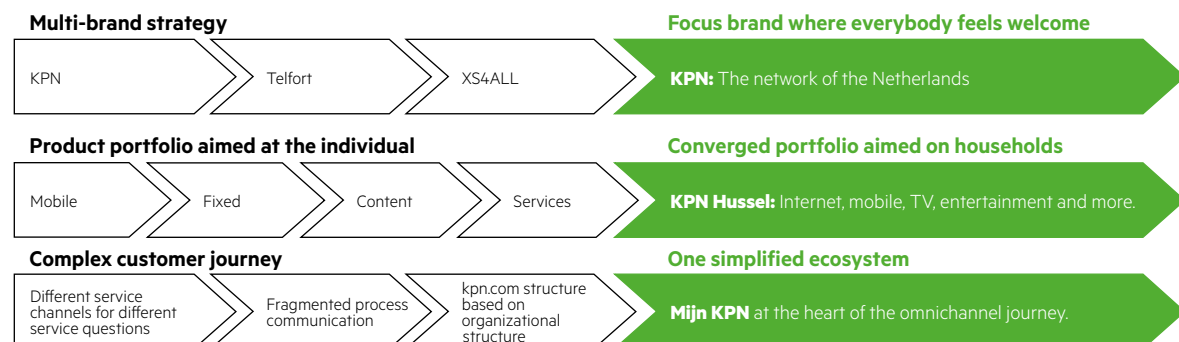 Multi-brand strategy
Focus brand where everybody feels welcome
KPN
Telfort
XS4ALL
KPN: The network of the Netherlands
Product portfolio aimed at the individual
Converged portfolio aimed on households
Mobile
Fixed
Content
Services
KPN Hussel: Internet, mobile, TV, entertainment and more.
Complex customer journey
One simplified ecosystem
Different service
channels for different
service questions
Fragmented process
communication
kpn.com structure
based on
organizational
structure
Mijn KPN at the heart of the omnichannel journey.